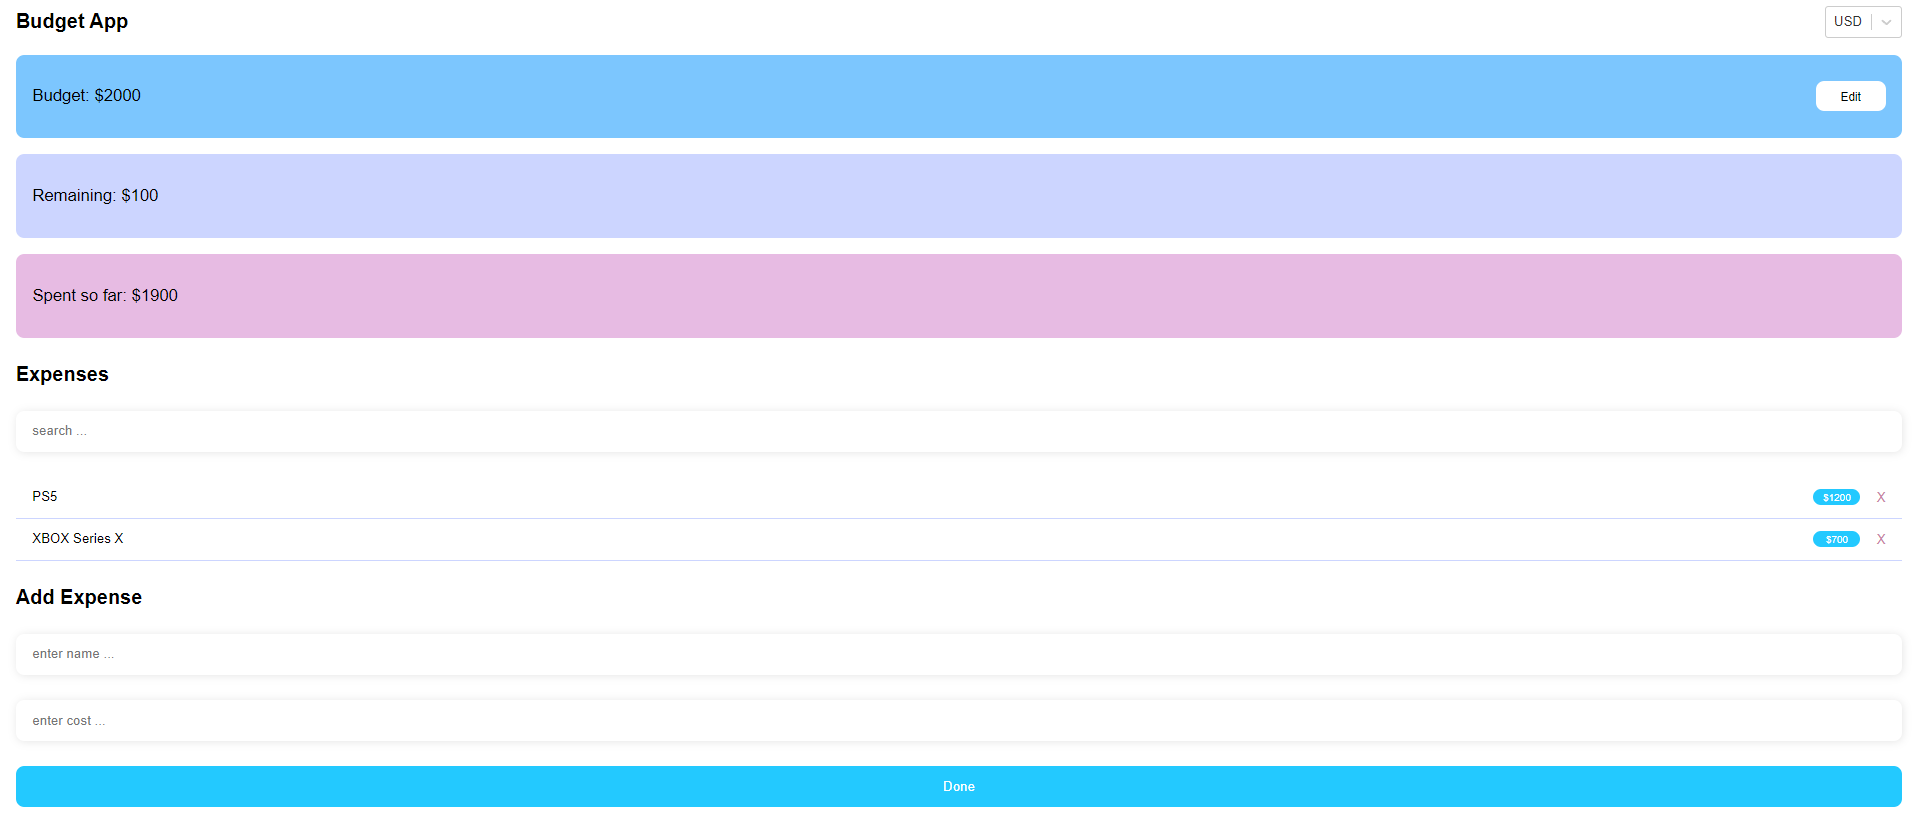 Budget App
USD
Budget: $2000
Edit
Remaining: $100
Spent so far: $1900
Expenses
search ...
PS5 $1200 X
XBOX Series X $700 X
Add Expense
enter name ...
enter cost ...
Done